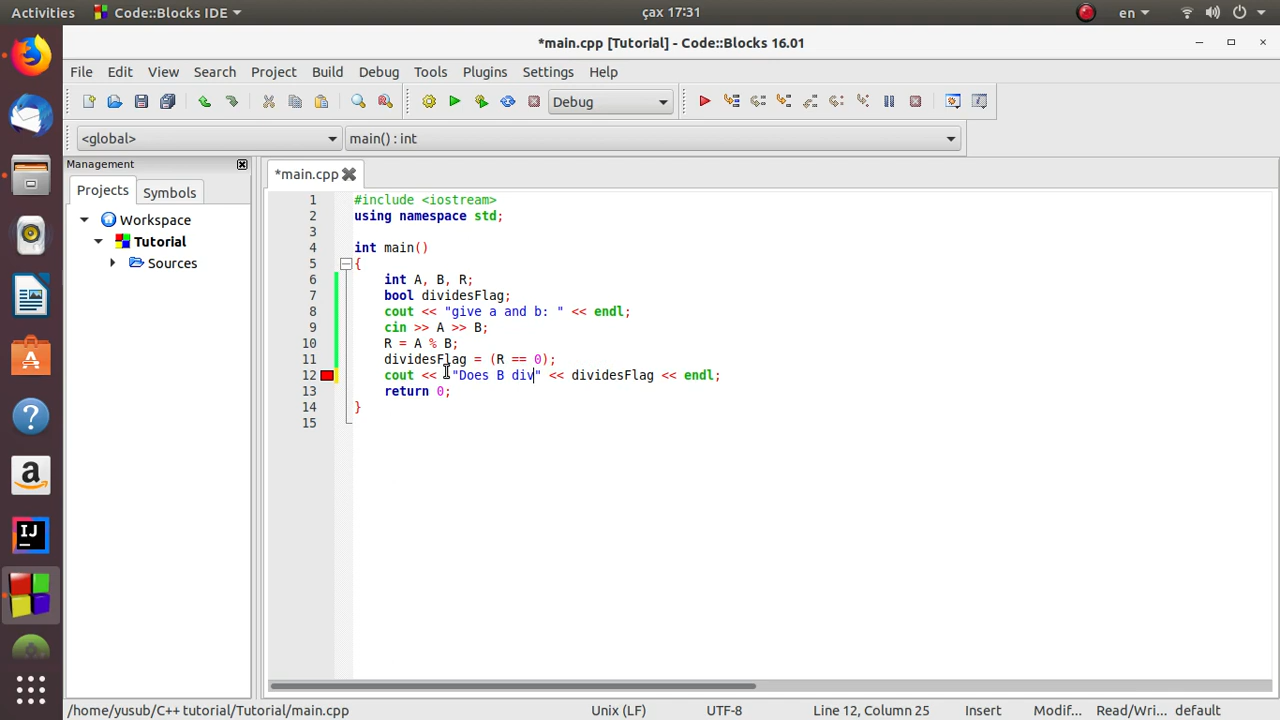 Activities
Code::Blocks IDE
çax 17:31
en
*main.cpp [Tutorial] - Code::Blocks 16.01
File Edit View Search Project Build Debug Tools Plugins Settings Help
Debug
<global>
main() : int
Management
Projects Symbols
Workspace
Tutorial
Sources
*main.cpp
1 #include <iostream>
2 using namespace std;
3
4 int main()
5 {
6 int A, B, R;
7 bool dividesFlag;
8 cout << "give a and b: " << endl;
9 cin >> A >> B;
10 R = A % B;
11 dividesFlag = (R == 0);
12 cout << "Does B div" << dividesFlag << endl;
13 return 0;
14 }
15
/home/yusub/C++ tutorial/Tutorial/main.cpp Unix (LF) UTF-8 Line 12, Column 25 Insert Modif... Read/Wri... default